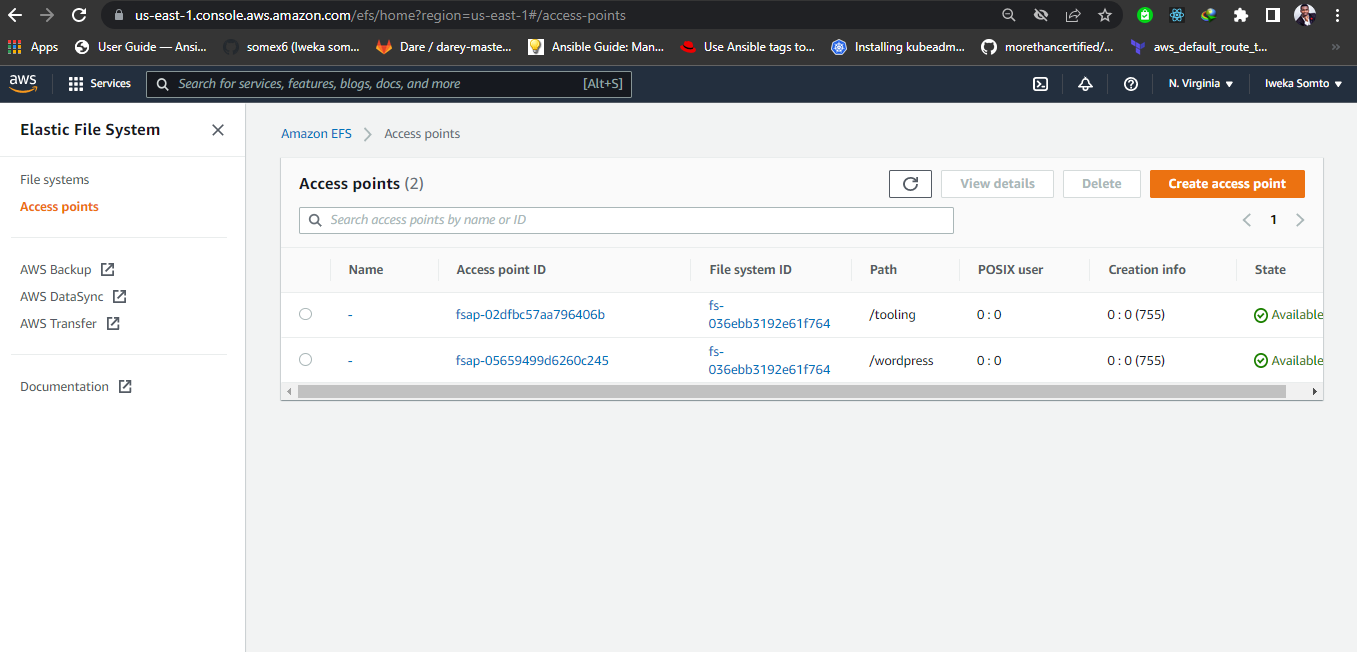 us-east-1.console.aws.amazon.com/efs/home?region=us-east-1#/access-points
Apps User Guide — Ansi... somex6 (Iweka som... Dare / darey-maste... Ansible Guide: Man... Use Ansible tags to... Installing kubeadm... morethancertified/... aws_default_route_t... »
aws Services Search for services, features, blogs, docs, and more [Alt+S] N. Virginia ▼ Iweka Somto ▼
Elastic File System
File systems
Access points
AWS Backup
AWS DataSync
AWS Transfer
Documentation
Amazon EFS > Access points
Access points (2) View details Delete Create access point
Search access points by name or ID < 1 >
Name Access point ID File system ID Path POSIX user Creation info State
- fsap-02dfbc57aa796406b fs- /tooling 0 : 0 0 : 0 (755) Available
036ebb3192e61f764
- fsap-05659499d6260c245 fs- /wordpress 0 : 0 0 : 0 (755) Available
036ebb3192e61f764